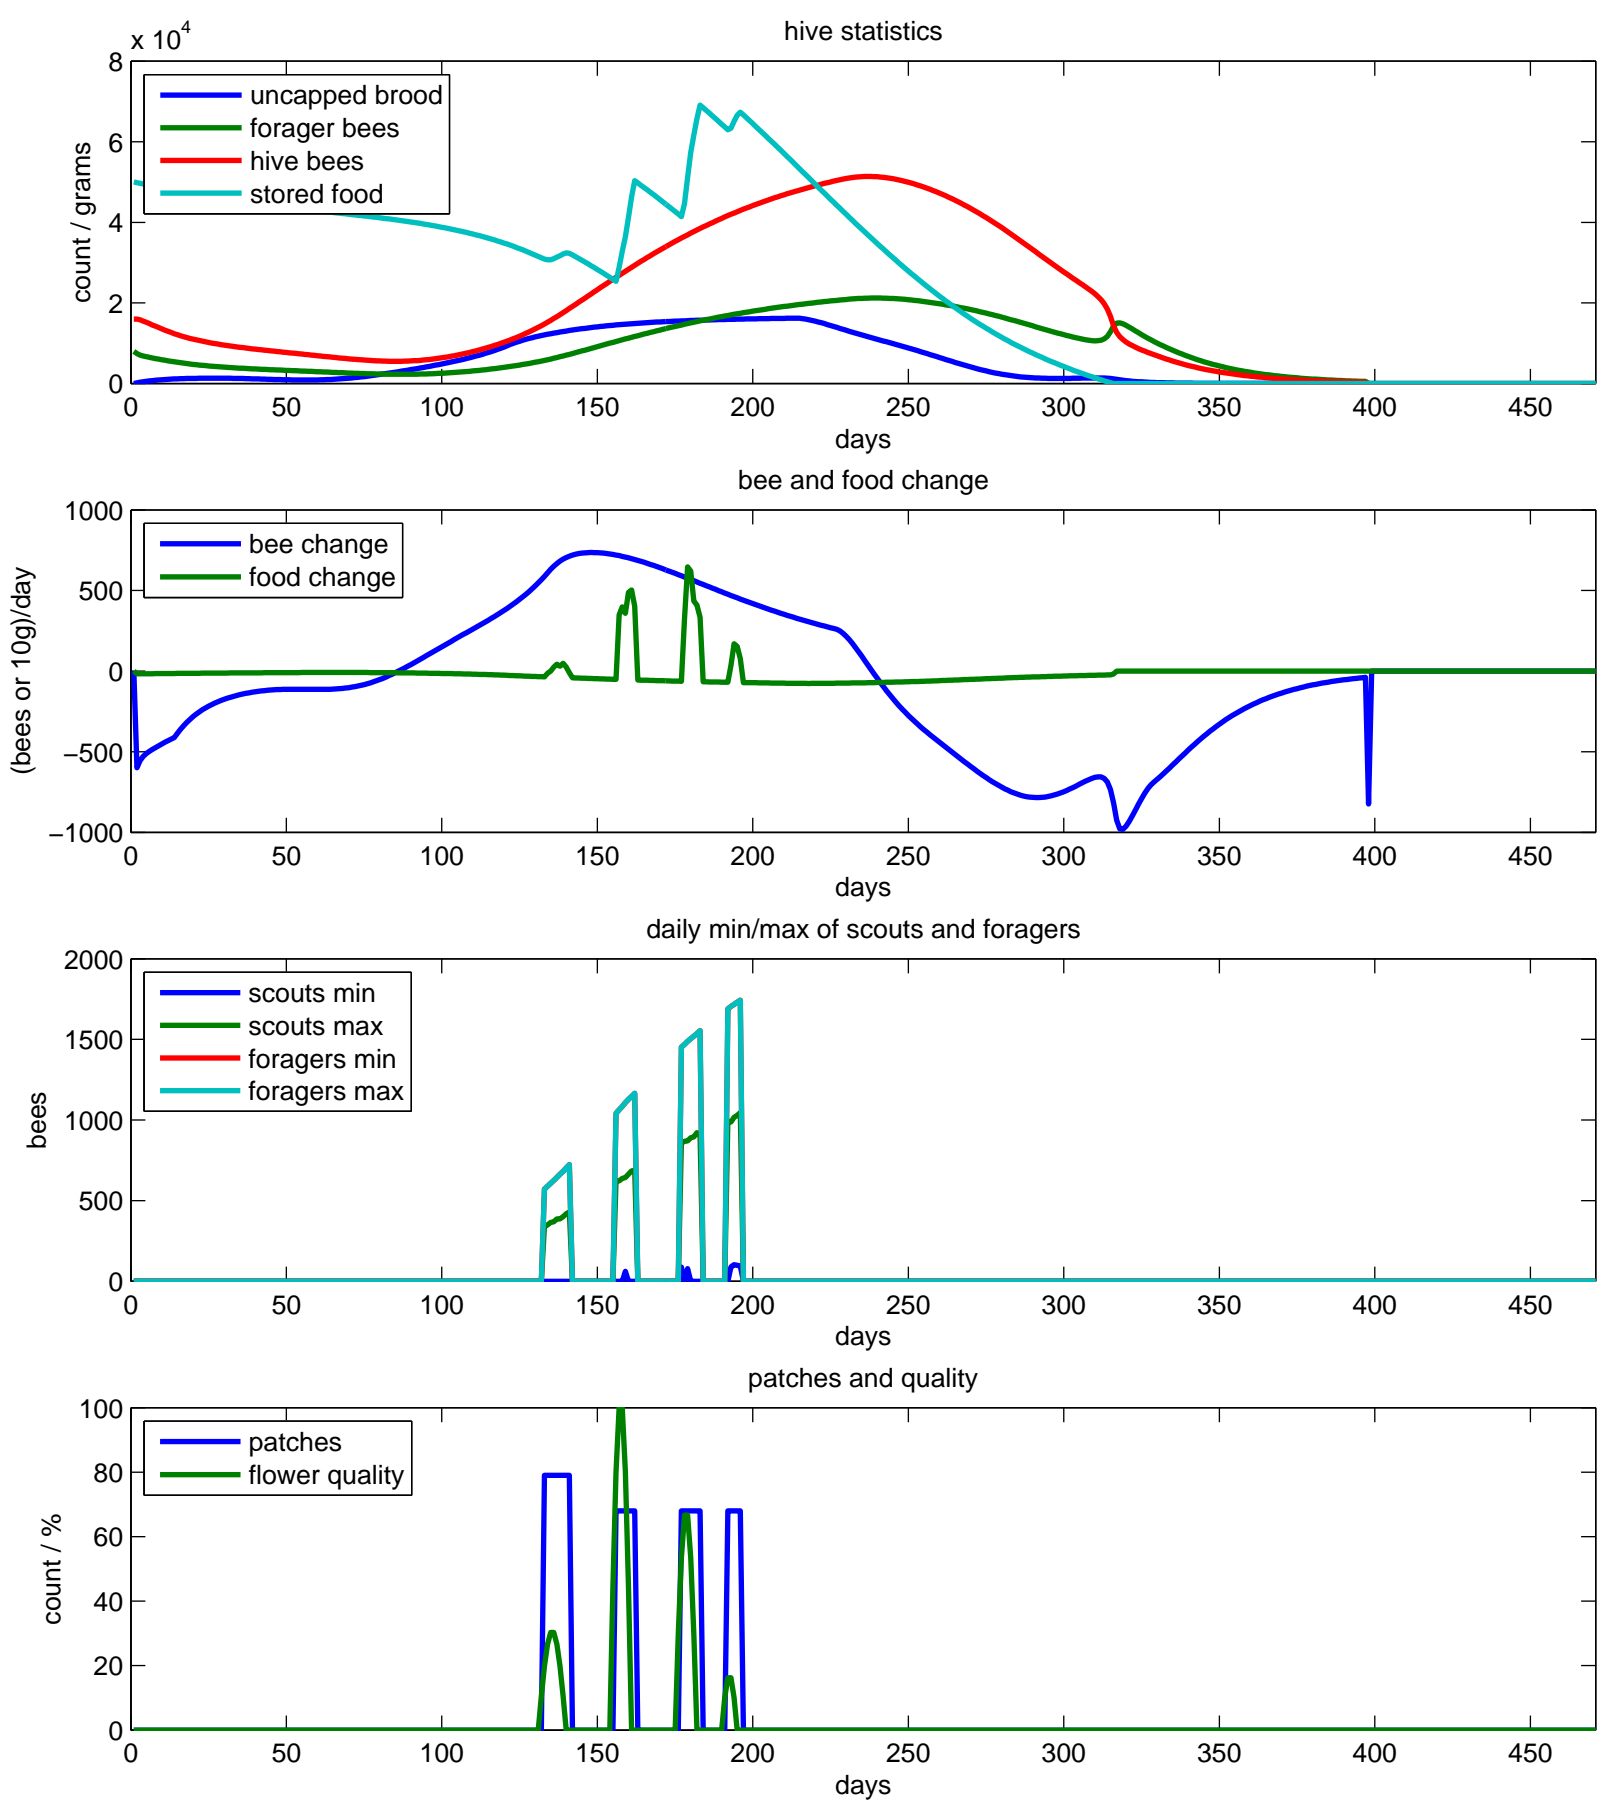 hive statistics
x 10^4
8
6
4
2
0
count / grams
uncapped brood
forager bees
hive bees
stored food
0 50 100 150 200 250 300 350 400 450
days
bee and food change
1000
500
0
−500
−1000
(bees or 10g)/day
bee change
food change
0 50 100 150 200 250 300 350 400 450
days
daily min/max of scouts and foragers
2000
1500
1000
500
0
bees
scouts min
scouts max
foragers min
foragers max
0 50 100 150 200 250 300 350 400 450
days
patches and quality
100
80
60
40
20
0
count / %
patches
flower quality
0 50 100 150 200 250 300 350 400 450
days